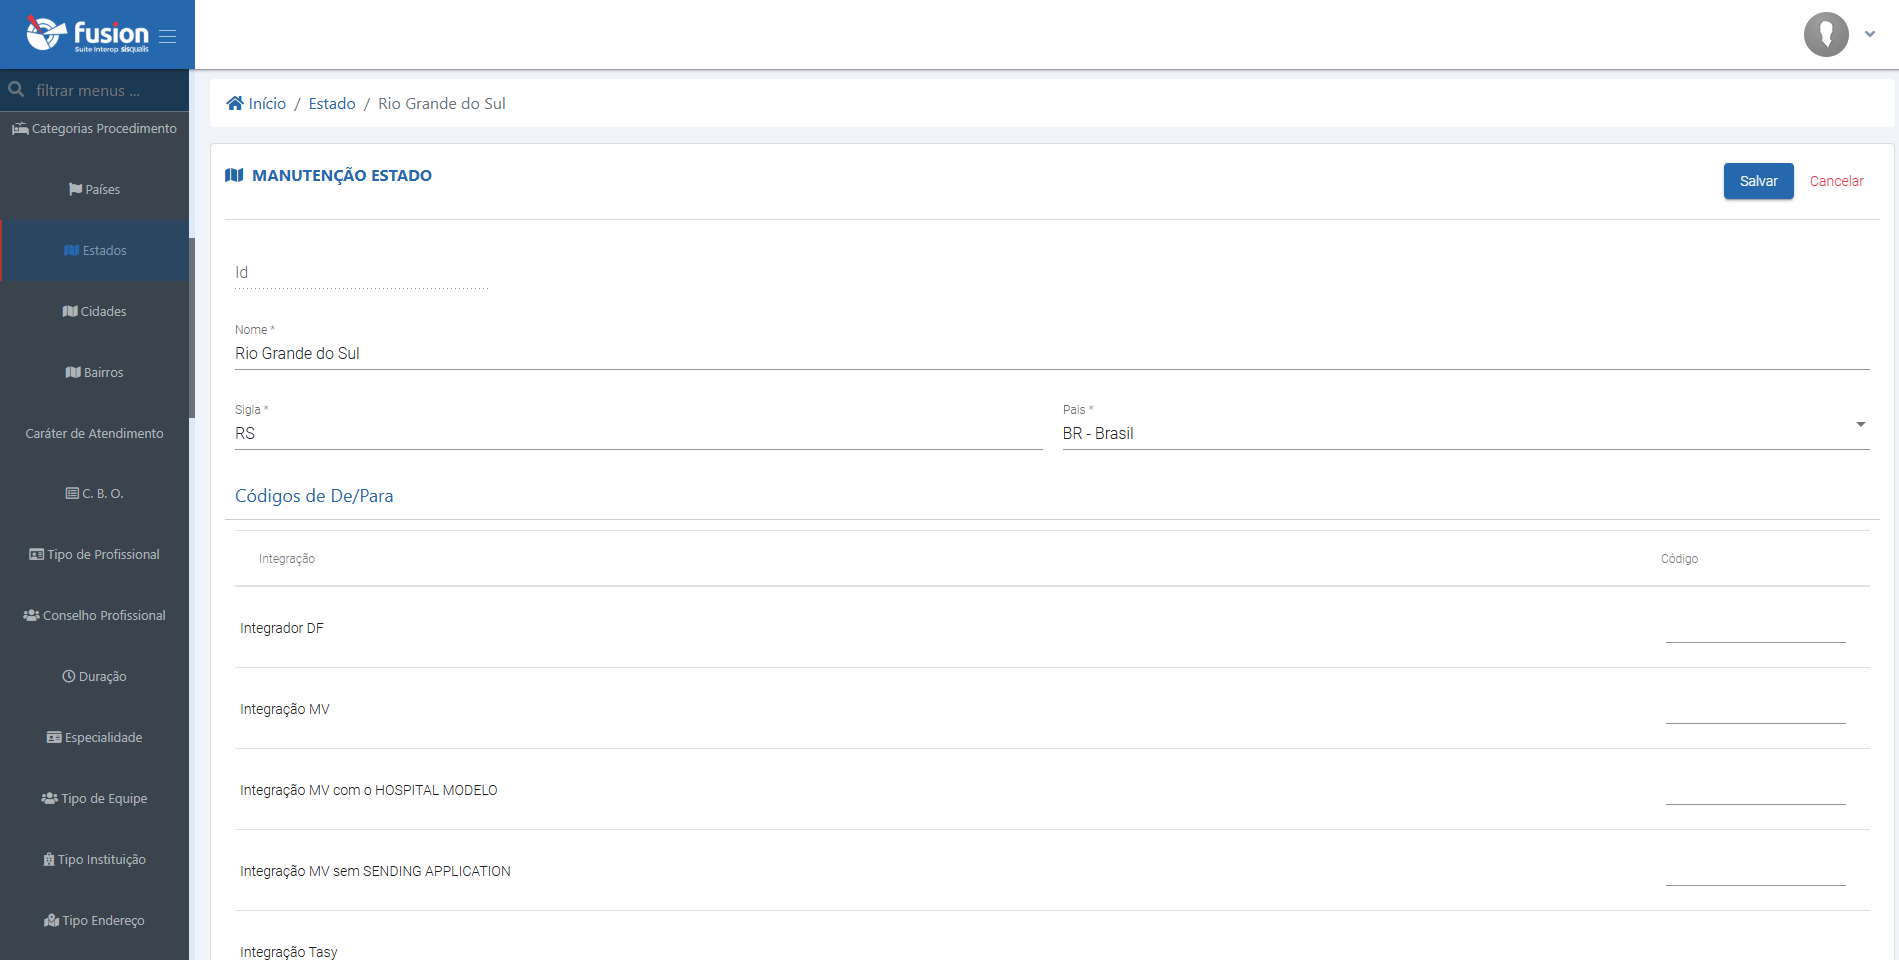 fusion
Suite Interop sisqualis
filtrar menus ...
Categorias Procedimento
Países
Estados
Cidades
Bairros
Caráter de Atendimento
C. B. O.
Tipo de Profissional
Conselho Profissional
Duração
Especialidade
Tipo de Equipe
Tipo Instituição
Tipo Endereço
Início / Estado / Rio Grande do Sul
MANUTENÇÃO ESTADO
Salvar Cancelar
Id
Nome *
Rio Grande do Sul
Sigla * Pais *
RS BR - Brasil
Códigos de De/Para
Integração Código
Integrador DF
Integração MV
Integração MV com o HOSPITAL MODELO
Integração MV sem SENDING APPLICATION
Integração Tasy